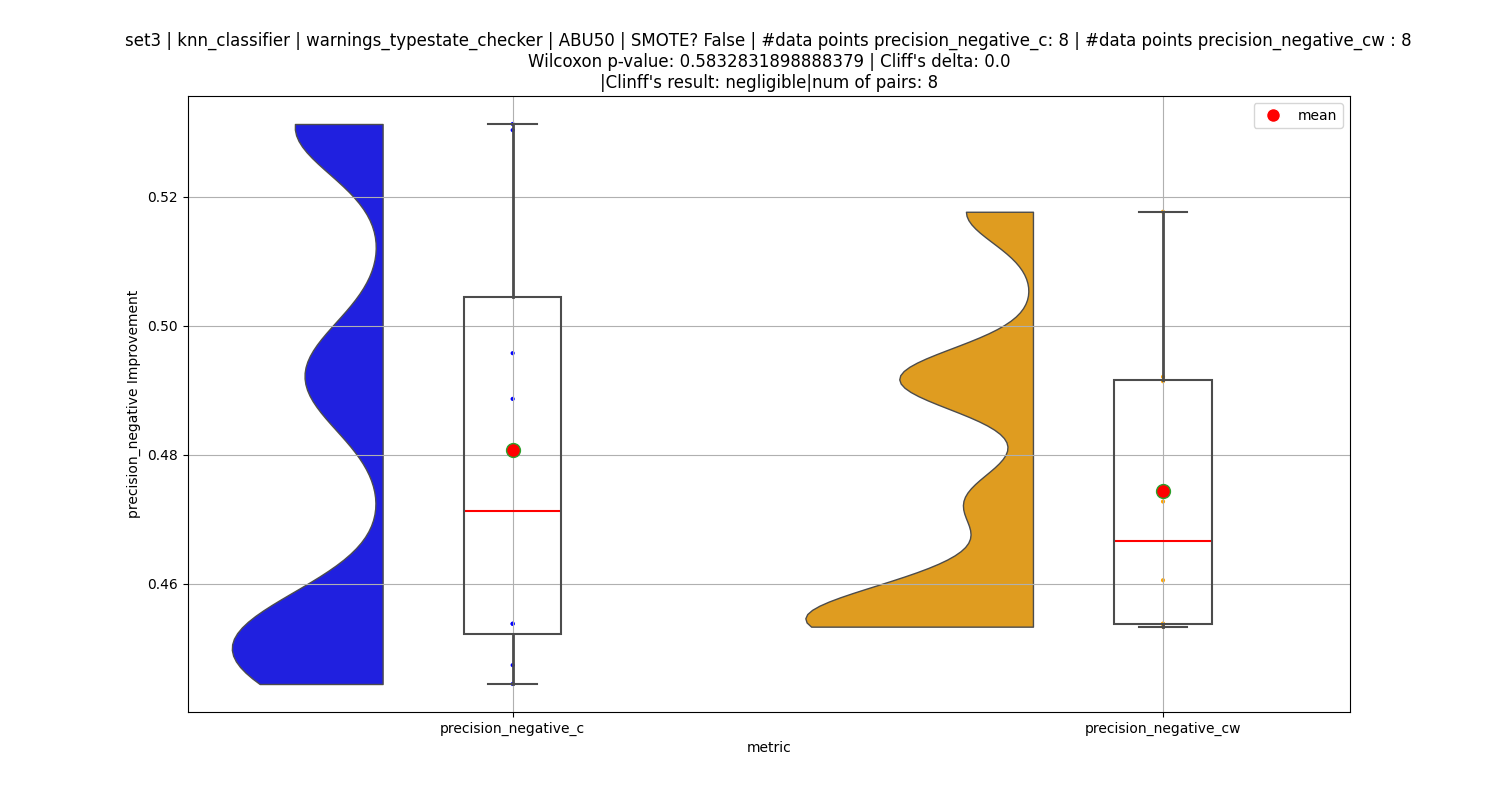 set3 | knn_classifier | warnings_typestate_checker | ABU50 | SMOTE? False | #data points precision_negative_c: 8 | #data points precision_negative_cw : 8
Wilcoxon p-value: 0.5832831898888379 | Cliff's delta: 0.0
|Clinff's result: negligible|num of pairs: 8
mean
precision_negative Improvement
0.52
0.50
0.48
0.46
precision_negative_c
precision_negative_cw
metric